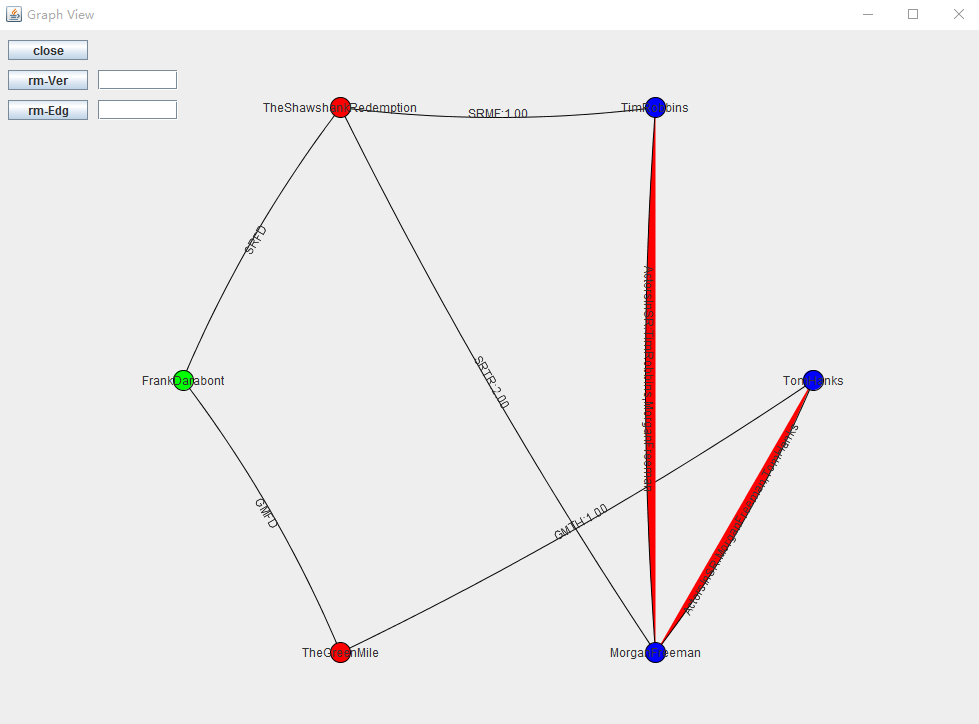 Graph View
close
rm-Ver
rm-Edg
TheShawshankRedemption
SRMF:1.00
TimRobbins
SRFD
FrankDarabont
SRTR:2.00
TomHanks
GMFD
GMTH:1.00
TheGreenMile
MorganFreeman